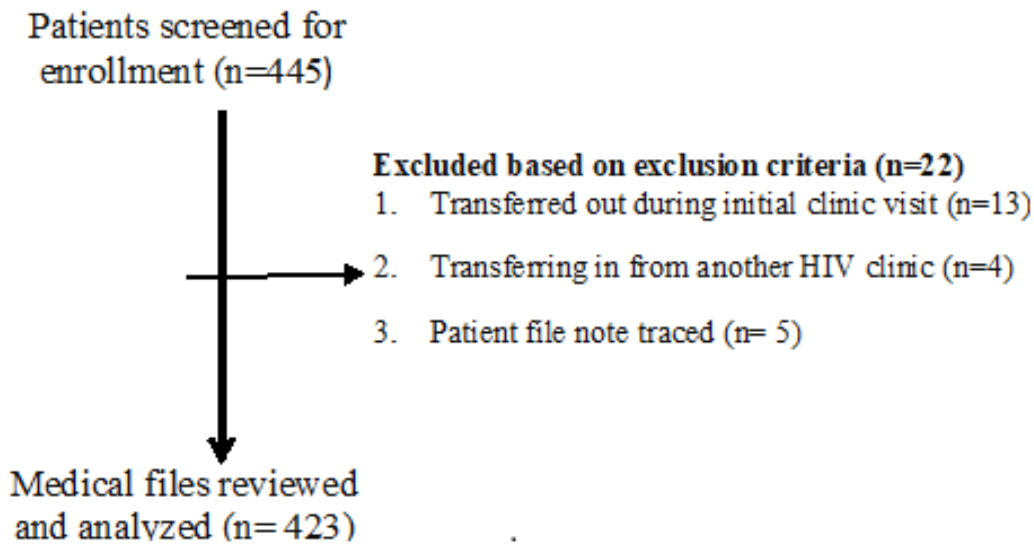 Patients screened for
enrollment (n=445)
Excluded based on exclusion criteria (n=22)
1. Transferred out during initial clinic visit (n=13)
2. Transferring in from another HIV clinic (n=4)
3. Patient file note traced (n= 5)
Medical files reviewed
and analyzed (n= 423)